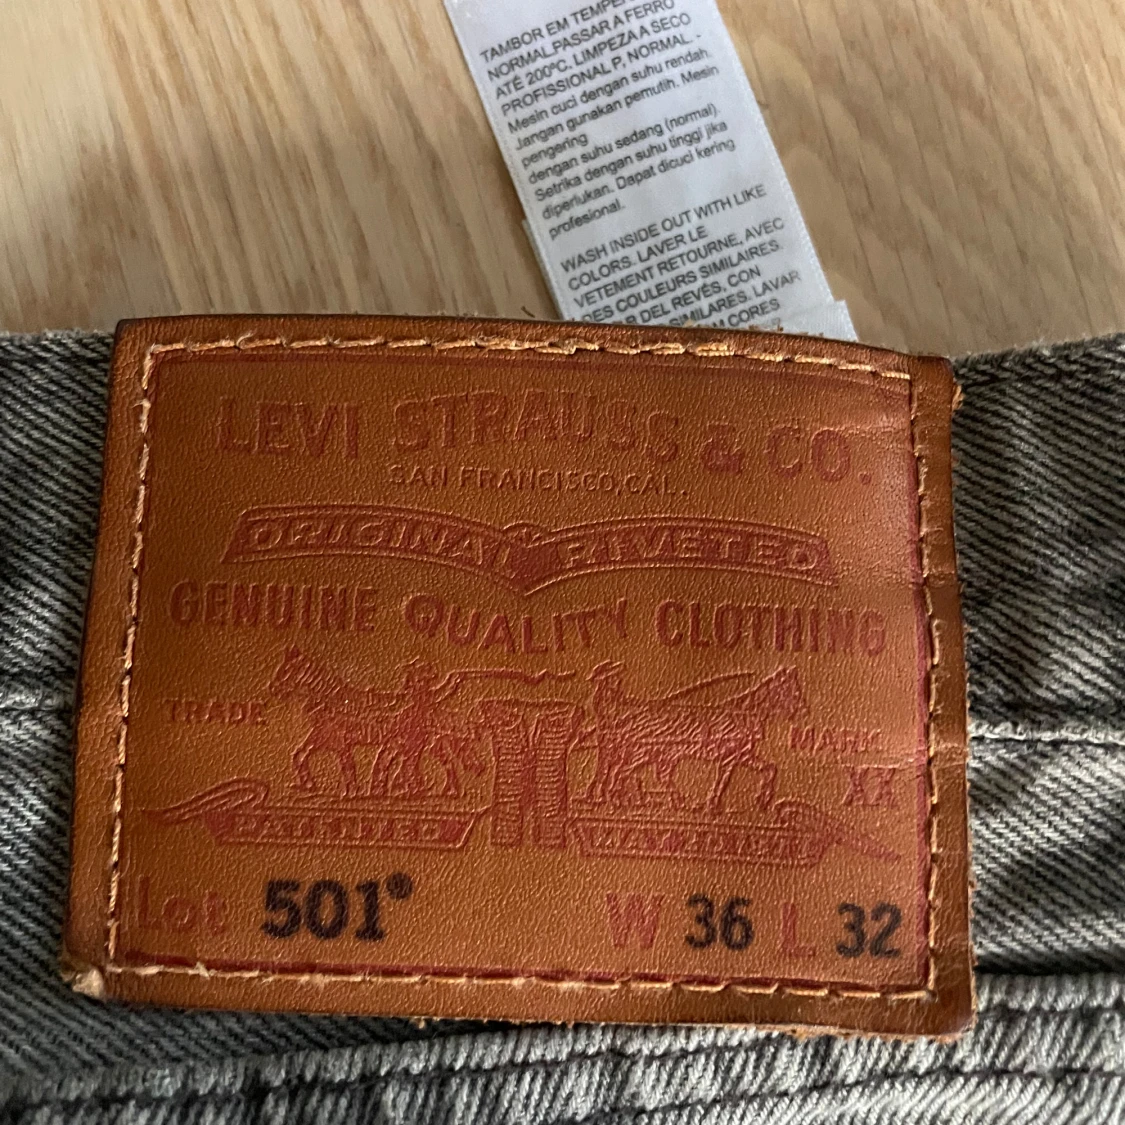 TAMBOR EM
NORMAL.PASSAR A FERRO
ATÉ 200ºC. LIMPEZA A SECO
PROFISSIONAL P, NORMAL. -
Mesin cuci dengan suhu rendah.
Jangan gunakan pemutih. Mesin
pengering
dengan suhu sedang (normal).
Setrika dengan suhu tinggi jika
diperlukan. Dapat dicuci kering
profesional.
WASH INSIDE OUT WITH LIKE
COLORS. LAVER LE
VETEMENT RETOURNE, AVEC
DES COULEURS SIMILAIRES.
DEL REVÉS, CON
SIMILARES. LAVAR
CORES
LEVI STRAUSS & CO.
SAN FRANCISCO, CAL.
ORIGINAL RIVETED
GENUINE QUALITY CLOTHING
TRADE MARK
XX
Lot 501® W 36 L 32